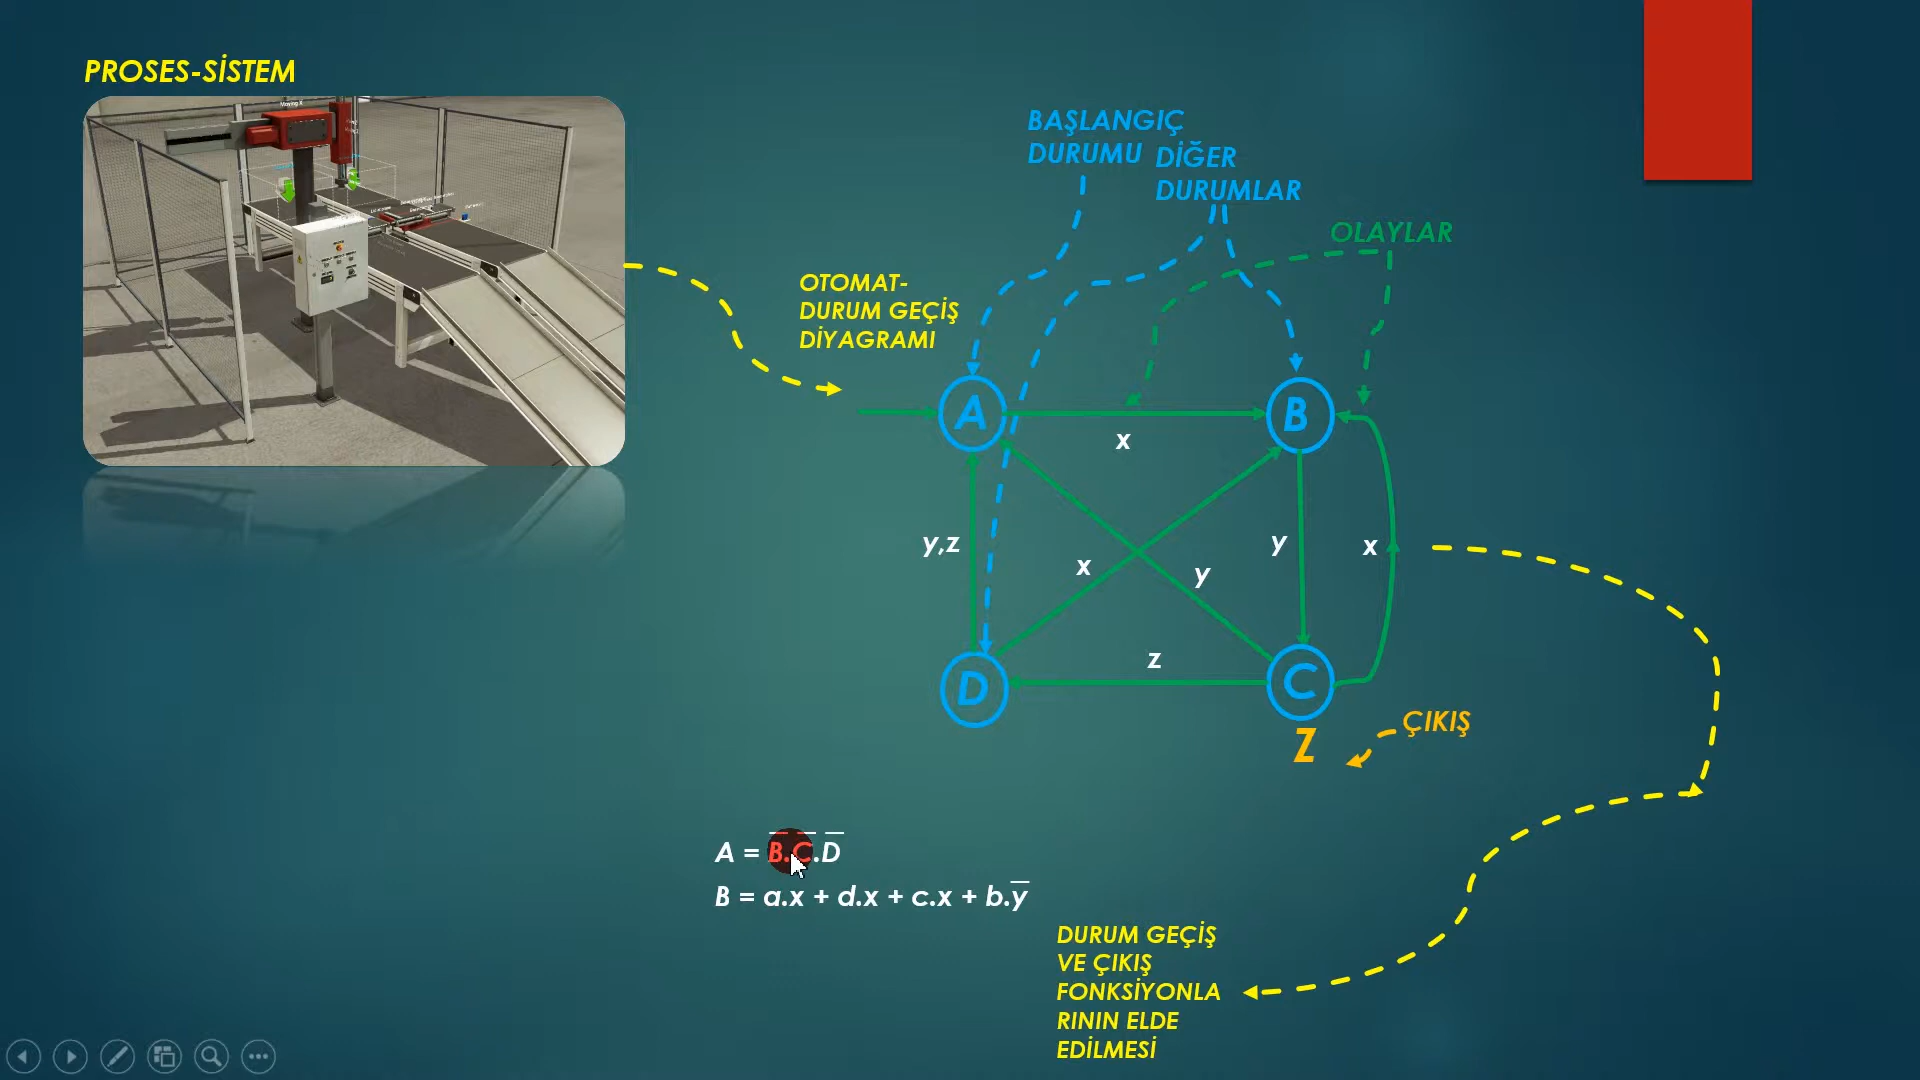 PROSES-SİSTEM
BAŞLANGIÇ
DURUMU
DİĞER
DURUMLAR
OLAYLAR
OTOMAT-
DURUM GEÇİŞ
DİYAGRAMI
A
B
x
y,z
x
y
y
x
z
D
C
Z
ÇIKIŞ
A = B̅.C̅.D̅
B = a.x + d.x + c.x + b.y̅
DURUM GEÇİŞ
VE ÇIKIŞ
FONKSİYONLA
RININ ELDE
EDİLMESİ